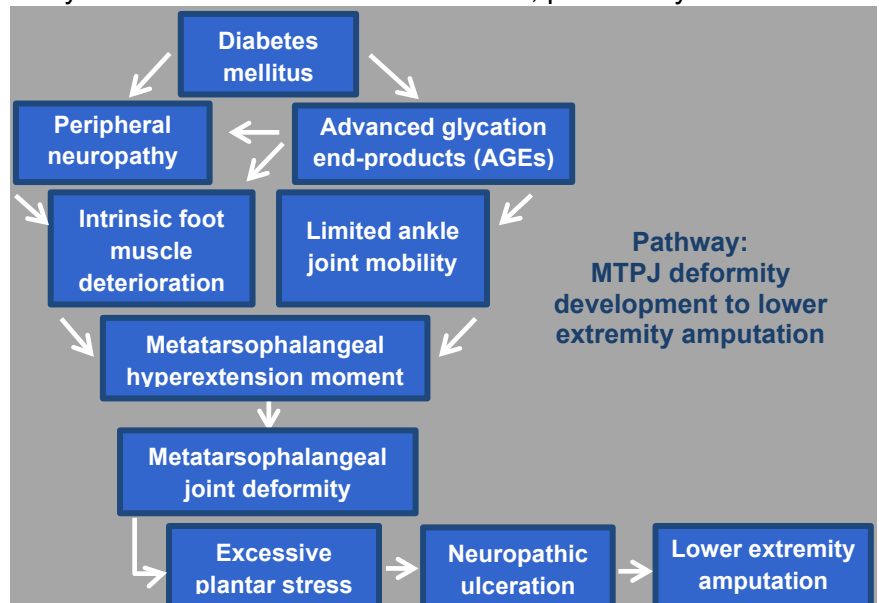 Diabetes
mellitus
Peripheral
neuropathy
Advanced glycation
end-products (AGEs)
Intrinsic foot
muscle
deterioration
Limited ankle
joint mobility
Pathway:
MTPJ deformity
development to lower
extremity amputation
Metatarsophalangeal
hyperextension moment
Metatarsophalangeal
joint deformity
Excessive
plantar stress
Neuropathic
ulceration
Lower extremity
amputation